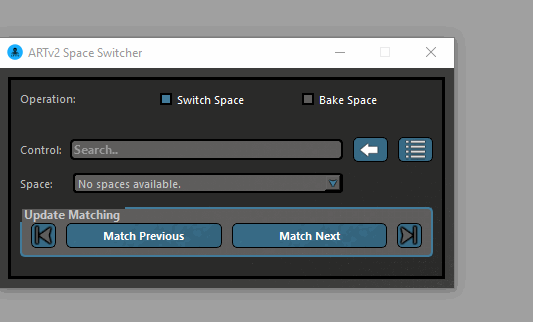 ARTv2 Space Switcher
Operation: Switch Space Bake Space
Control: Search..
Space: No spaces available.
Update Matching
Match Previous Match Next